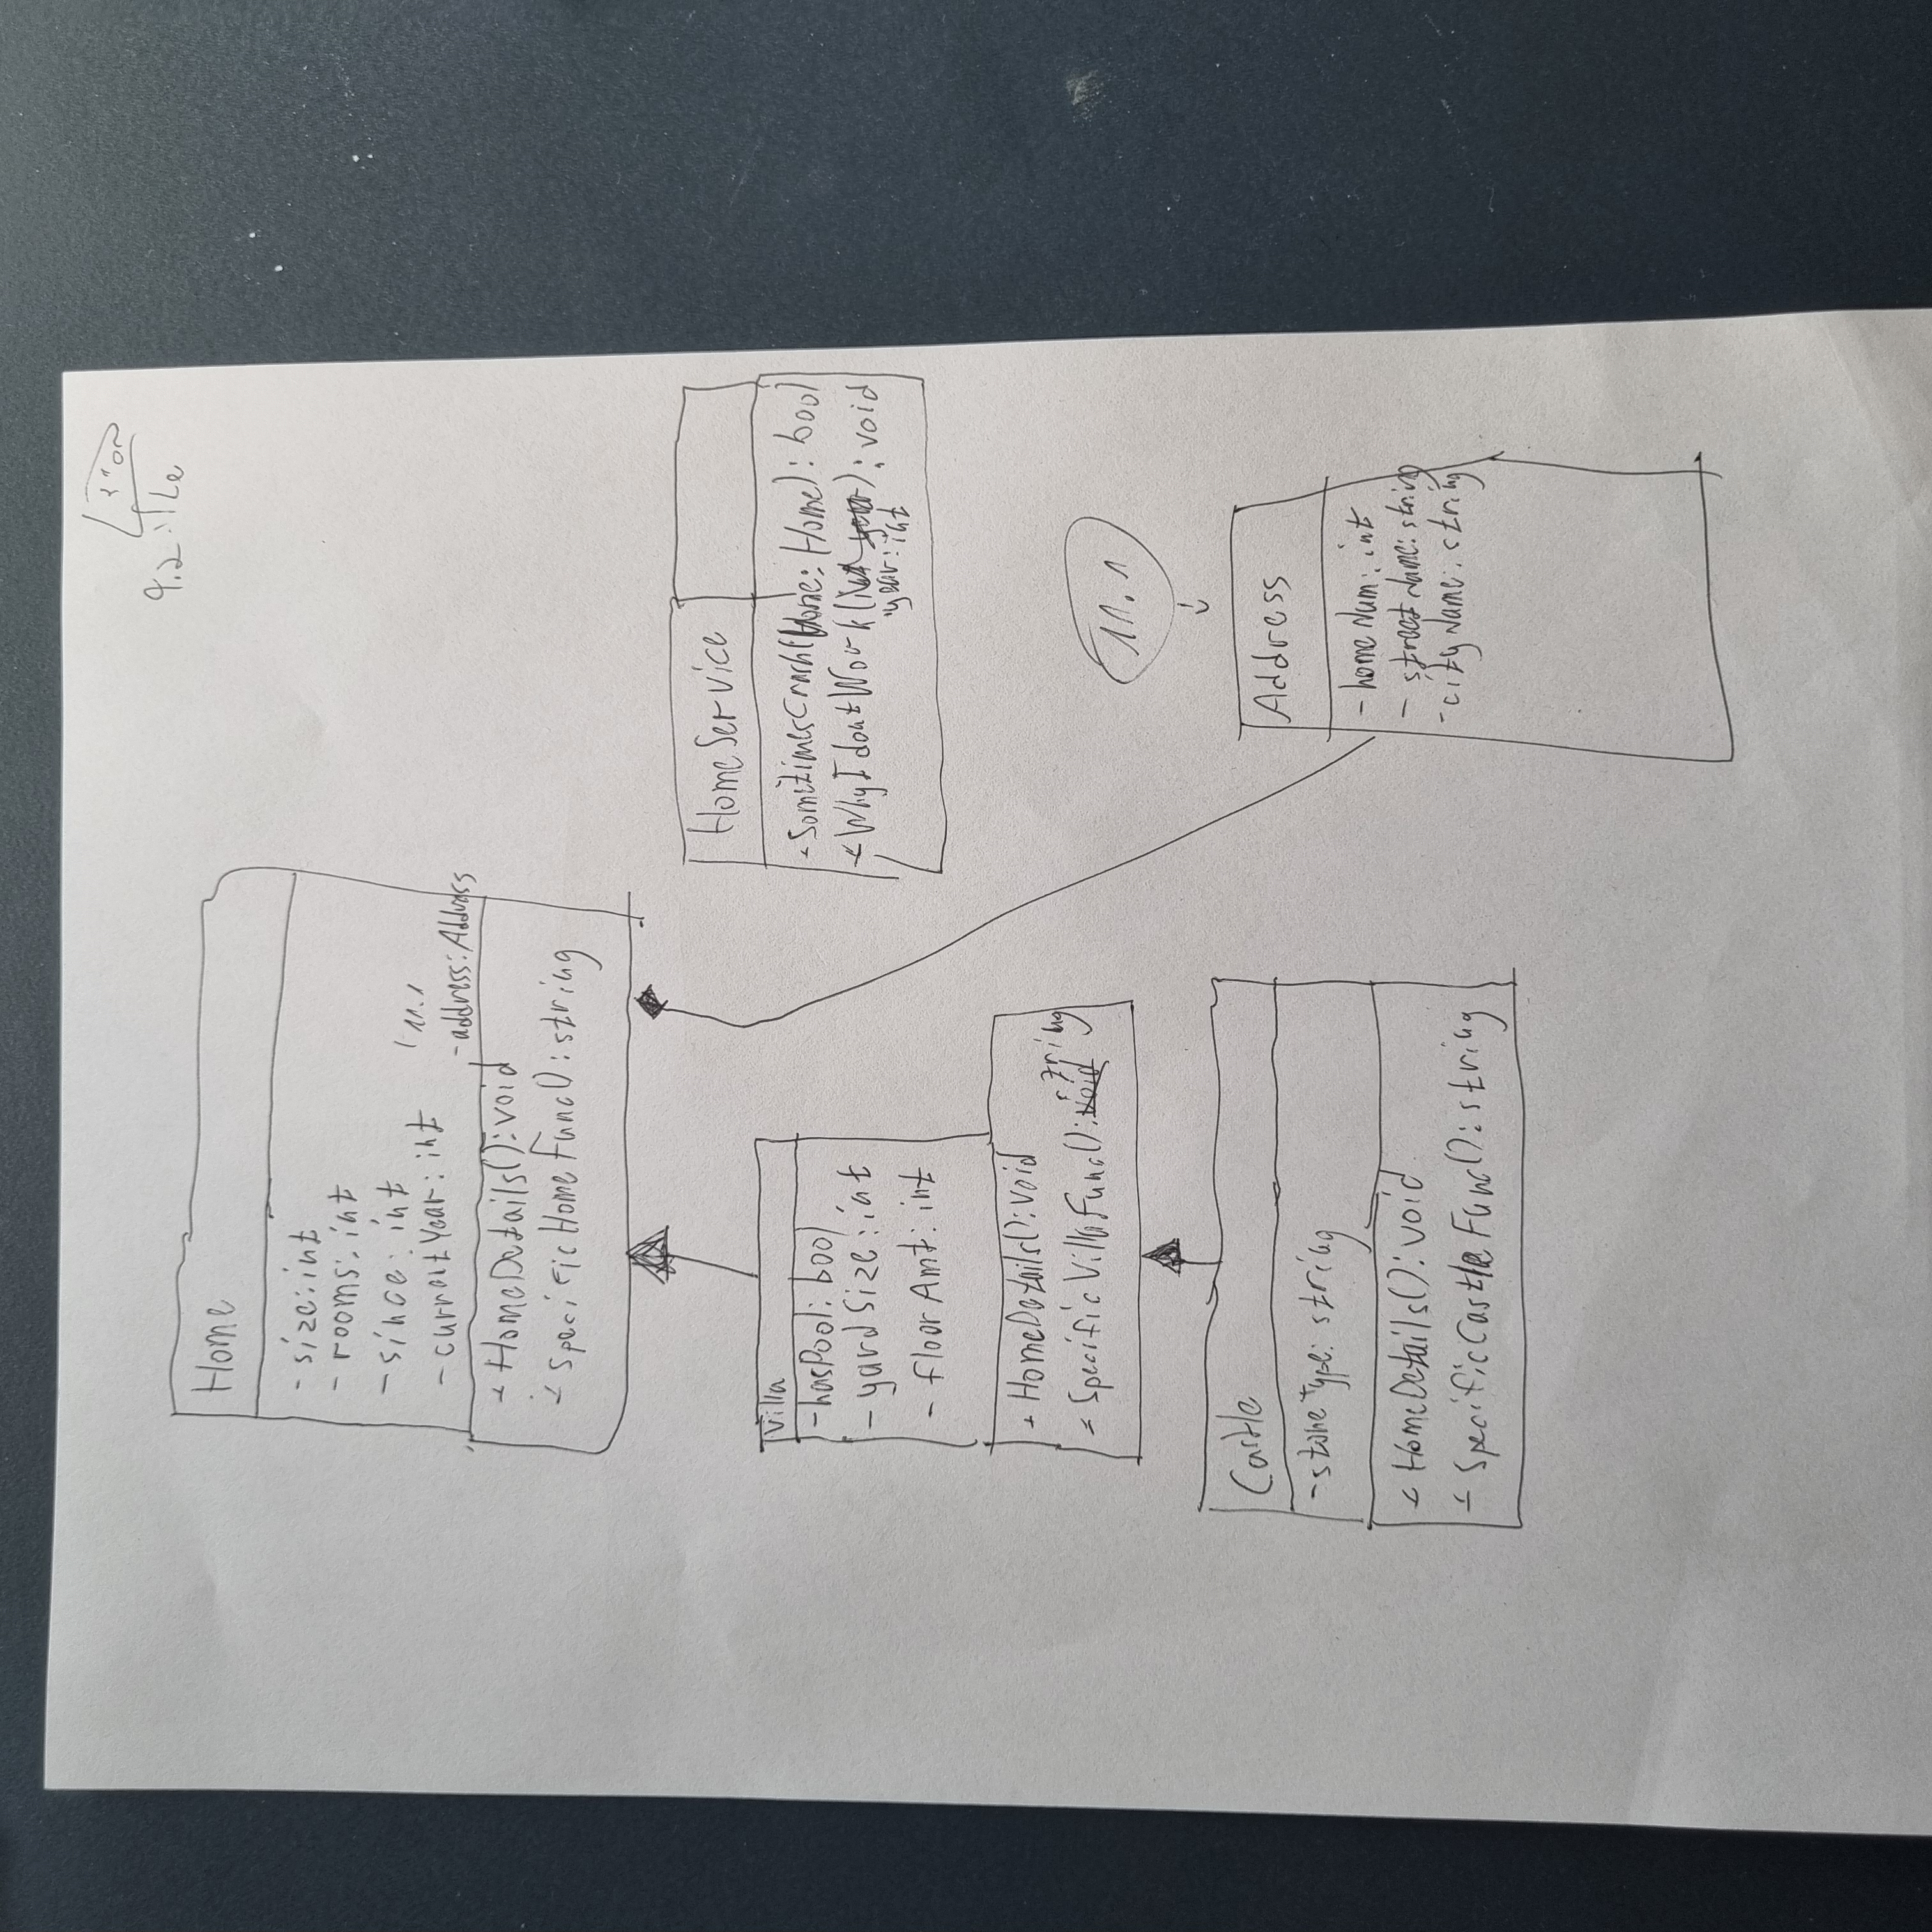 9.2
Home
- size: int
- rooms: int
- since: int
- currentYear: int
11.1
- address: Address
+ HomeDetails(): void
+ SpecificHomeFunc(): string
HomeService
+ SometimesCrash(Home: Home): bool
+ WhyIdontWork(int year): void
year: int
Villa
- hasPool: bool
- yardSize: int
- floorAmt: int
+ HomeDetails(): void
+ SpecificVillaFunc(): void string
11.1
Castle
- stoneType: string
+ HomeDetails(): void
+ SpecificCastleFunc(): string
Address
- homeNum: int
- streetName: string
- cityName: string